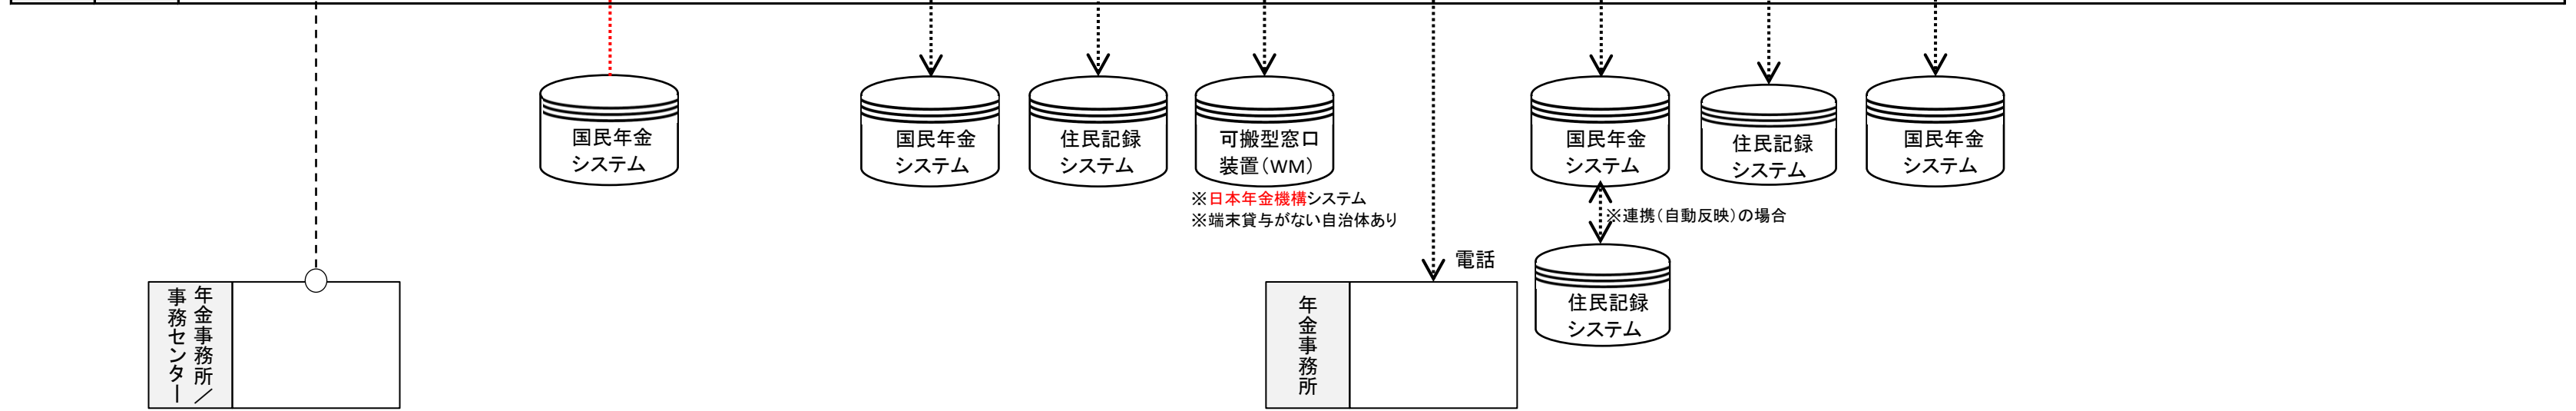 国民年金
システム
国民年金
システム
住民記録
システム
可搬型窓口
装置（WM）
※日本年金機構システム
※端末貸与がない自治体あり
国民年金
システム
住民記録
システム
国民年金
システム
※連携（自動反映）の場合
電話
住民記録
システム
年金事務所／
事務センター
年金事務所